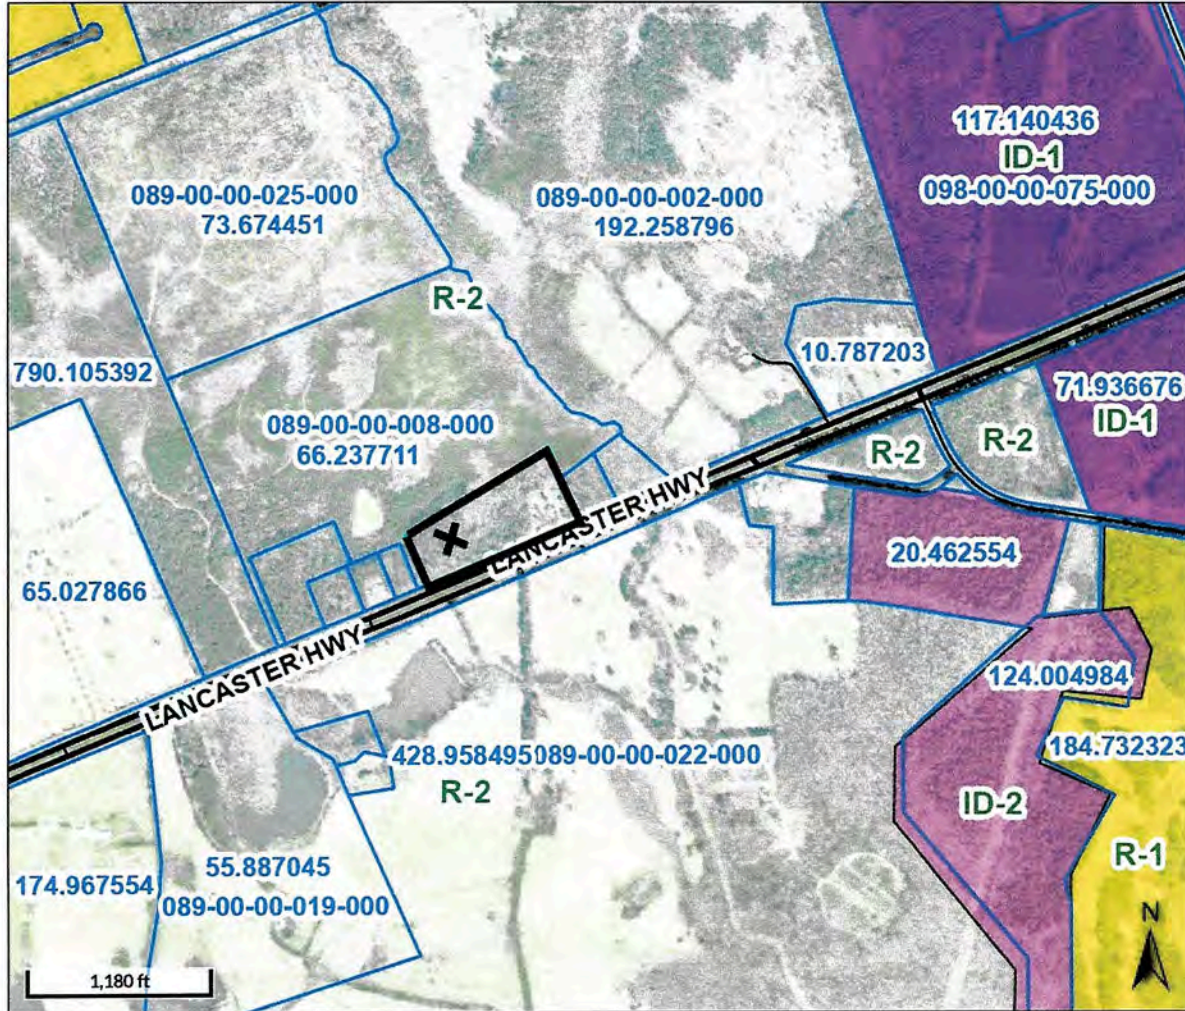 117.140436
ID-1
098-00-00-075-000
089-00-00-025-000
73.674451
089-00-00-002-000
192.258796
R-2
790.105392
10.787203
71.936676
ID-1
089-00-00-008-000
66.237711
R-2
R-2
X
LANCASTER HWY
20.462554
65.027866
LANCASTER HWY
124.004984
428.958495
089-00-00-022-000
184.732323
R-2
ID-2
R-1
55.887045
174.967554
089-00-00-019-000
N
1,180 ft